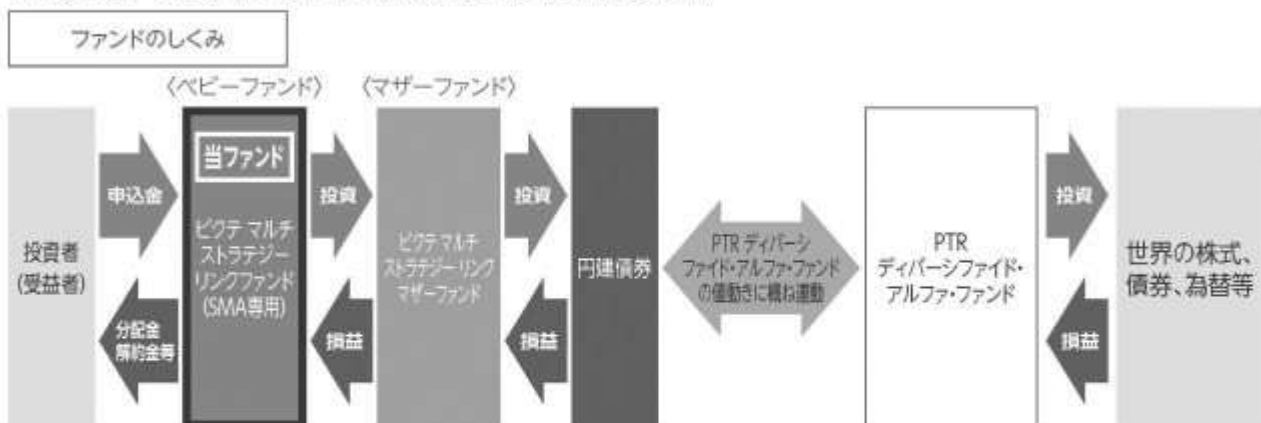 ファンドのしくみ
〈ベビーファンド〉
〈マザーファンド〉
投資者
(受益者)
申込金
分配金
解約金等
当ファンド
ピクテ マルチ
ストラテジー
リンクファンド
(SMA専用)
投資
損益
ピクテ マルチ
ストラテジー リンク
マザーファンド
投資
損益
円建債券
PTR ディバーシ
ファイド・アルファ・ファンド
の値動きに概ね連動
PTR
ディバーシファイド・
アルファ・ファンド
投資
損益
世界の株式、
債券、為替等